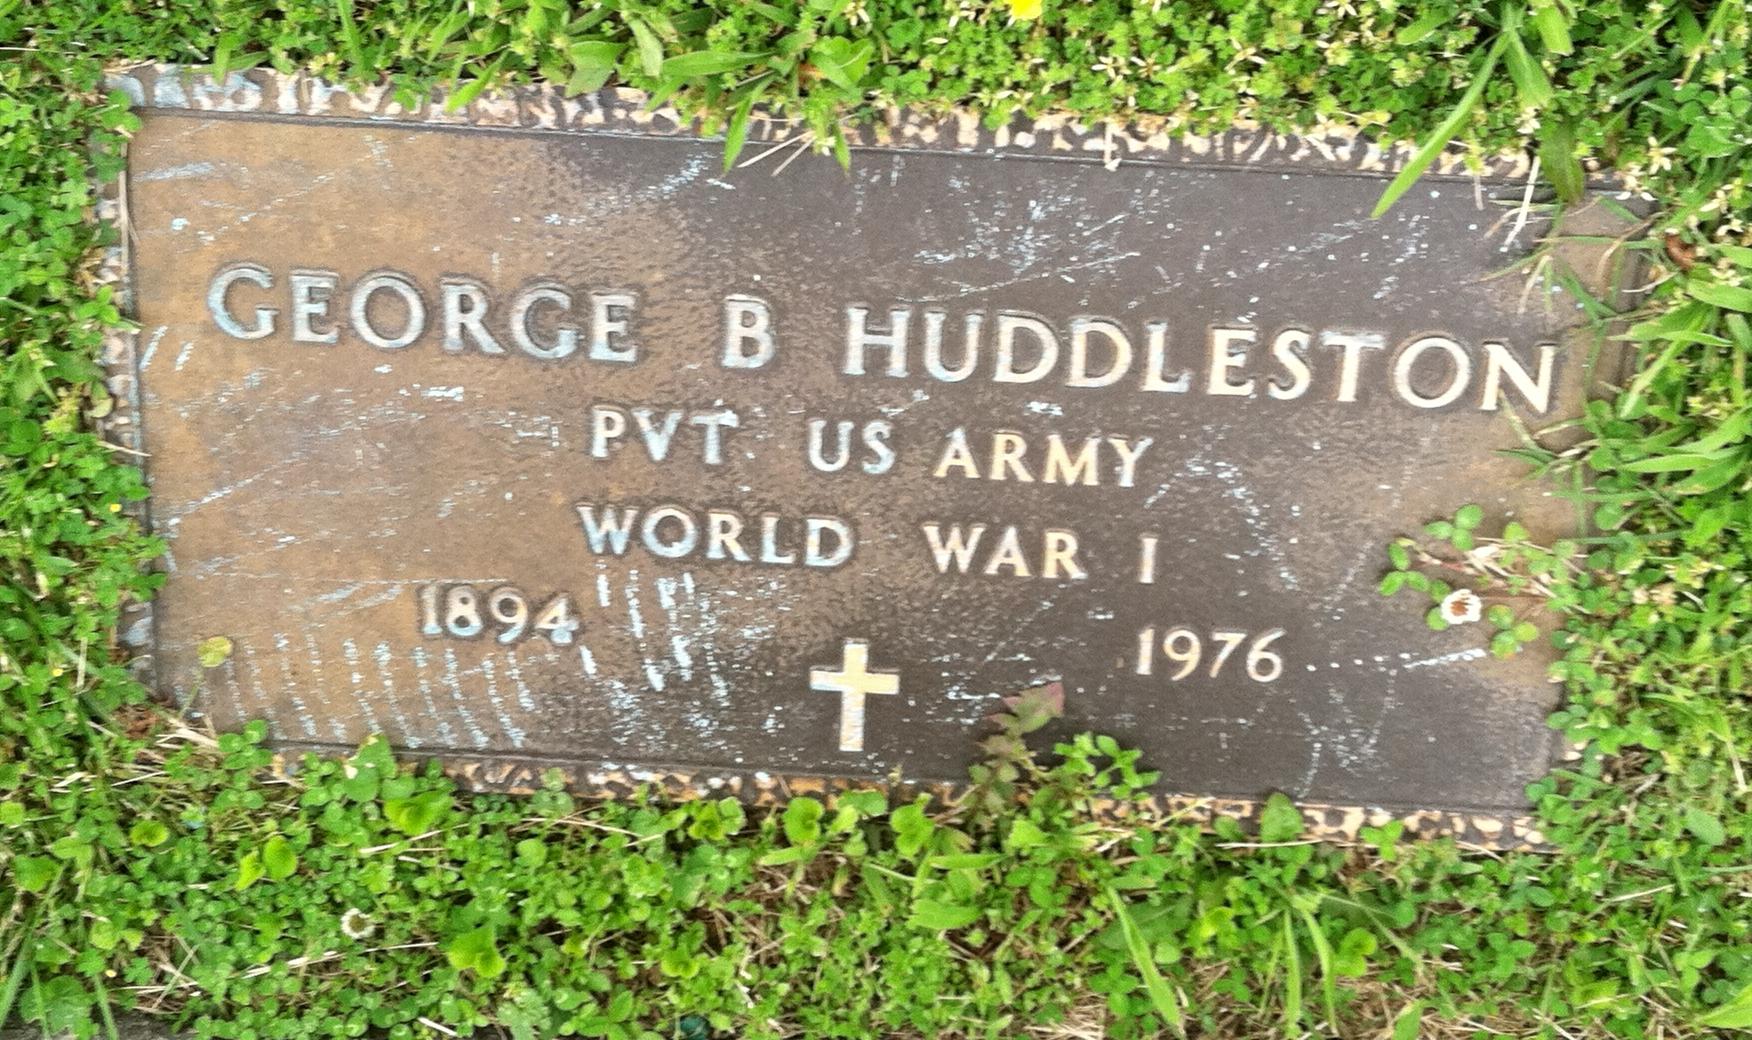 GEORGE B HUDDLESTON
PVT US ARMY
WORLD WAR I
1894 1976